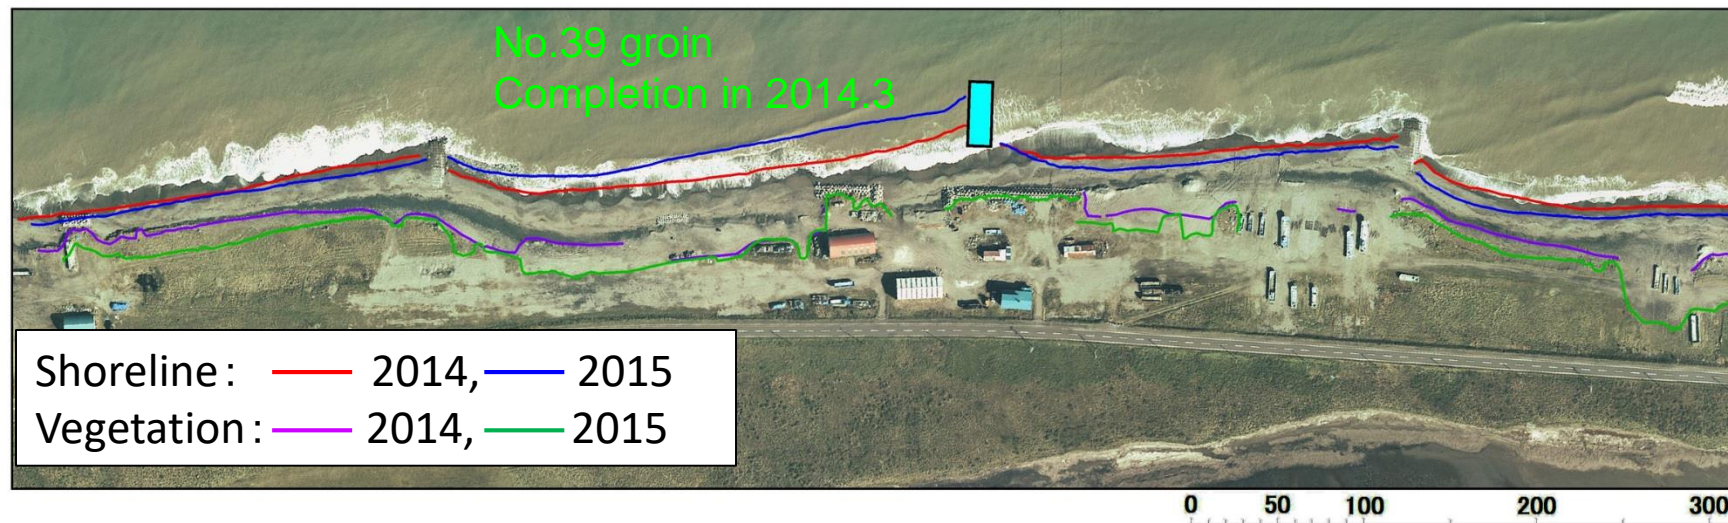 No.39 groin
Completion in 2014.3
Shoreline : 2014, 2015
Vegetation : 2014, 2015
0 50 100 200 300